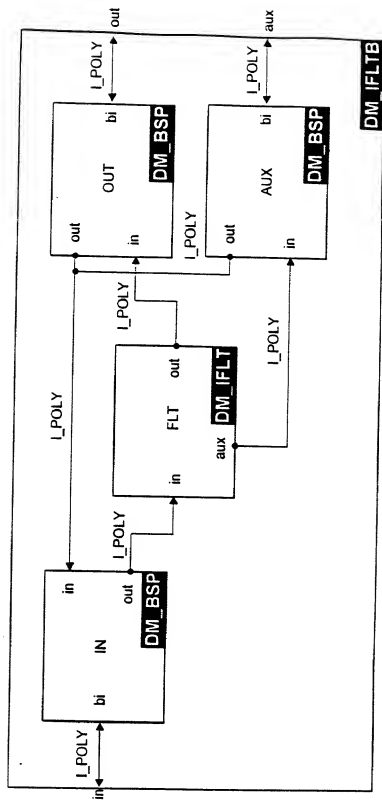 in
I_POLY
bi
IN
in
out
DM_BSP
I_POLY
I_POLY
in
FLT
out
aux
DM_IFLT
I_POLY
I_POLY
I_POLY
out
in
OUT
bi
DM_BSP
I_POLY
out
out
in
AUX
bi
DM_BSP
I_POLY
aux
DM_IFLTB